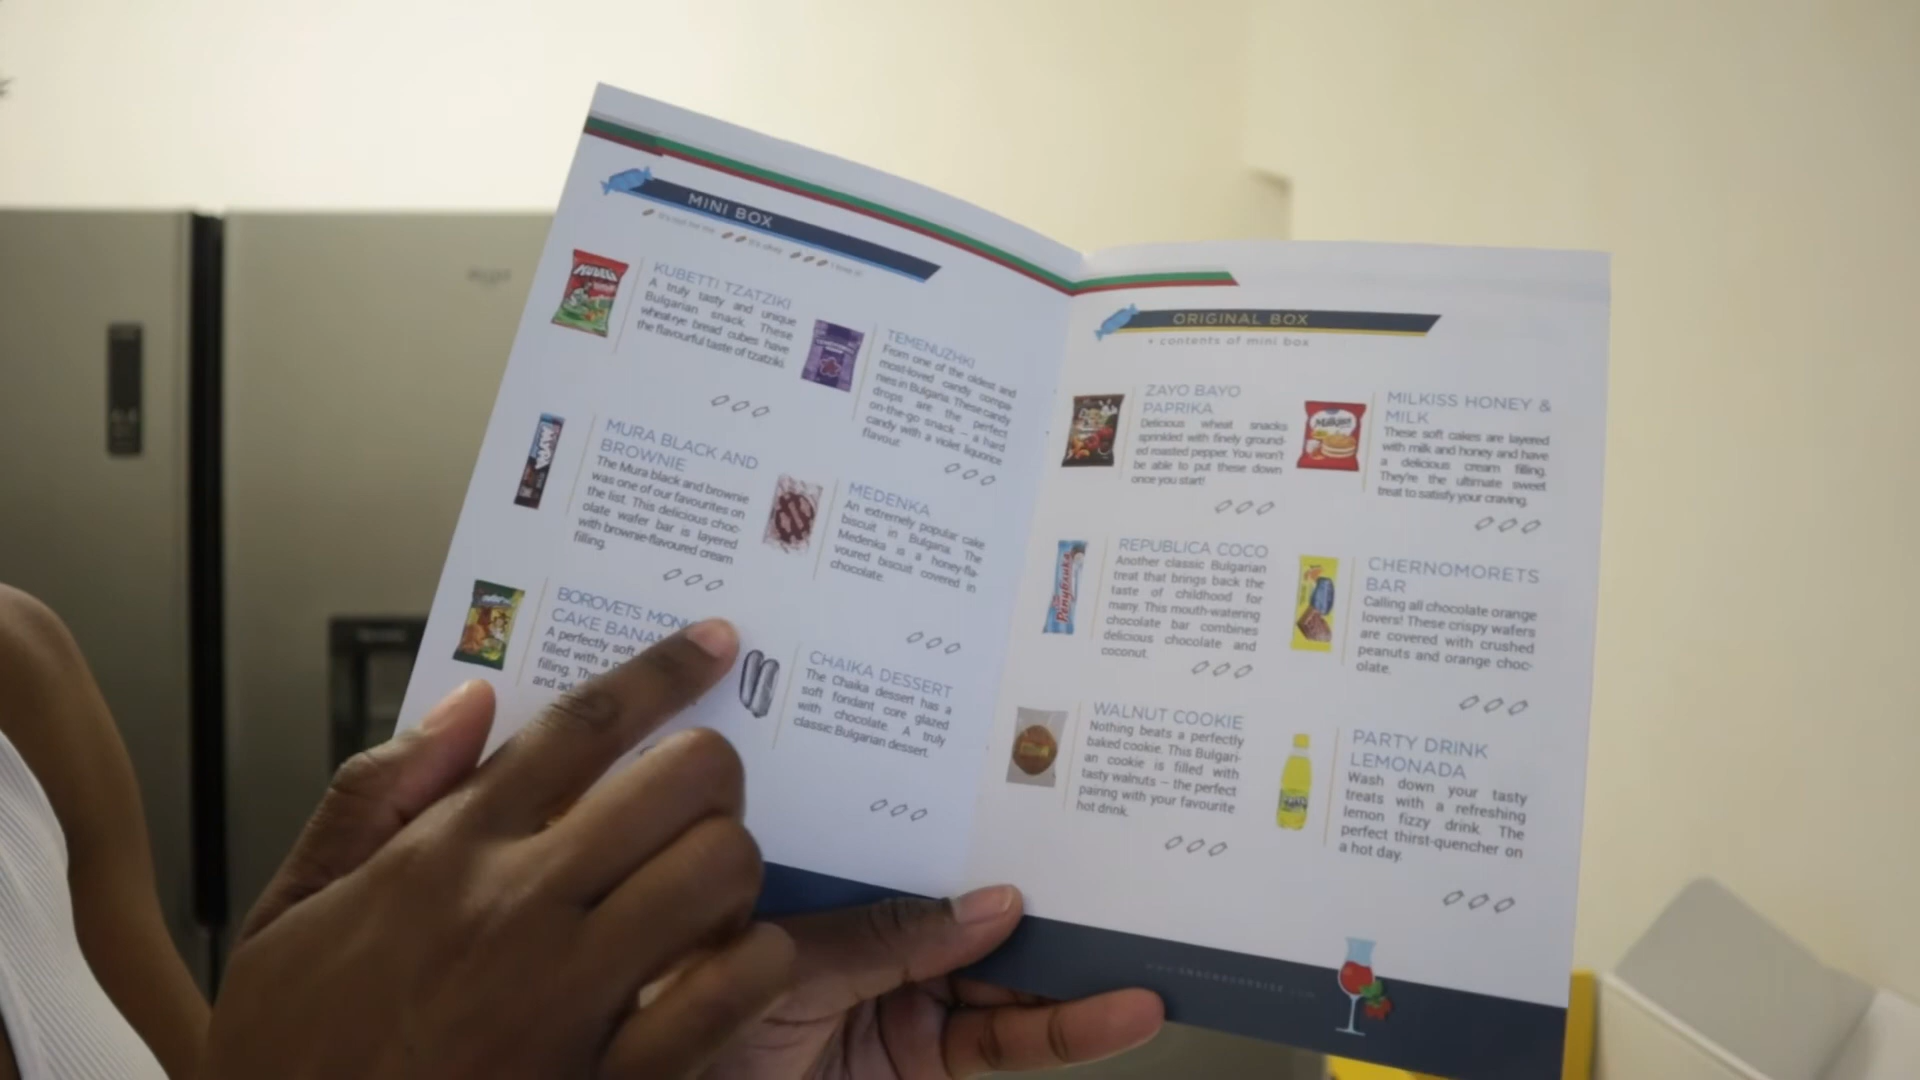 MINI BOX
It's not for me
It's okay
I love it
KUBETTI TZATZIKI
A truly tasty and unique
Bulgarian snack. These
wheat-rye bread cubes have
the flavourful taste of tzatziki.
TEMENUZHKI
From one of the oldest and
most-loved candy compa-
nies in Bulgaria. These candy
drops are the perfect
on-the-go snack – a hard
candy with a violet liquorice
flavour.
MURA BLACK AND
BROWNIE
The Mura black and brownie
was one of our favourites on
the list. This delicious choc-
olate wafer bar is layered
with brownie-flavoured cream
filling.
MEDENKA
An extremely popular cake
biscuit in Bulgaria. The
Medenka is a honey-fla-
voured biscuit covered in
chocolate.
BOROVETS
CAKE
A perfectly soft
filled with a
filling.
and
CHAIKA DESSERT
The Chaika dessert has a
soft fondant core glazed
with chocolate. A truly
classic Bulgarian dessert.
ORIGINAL BOX
+ contents of mini box
ZAYO BAYO
PAPRIKA
Delicious wheat snacks
sprinkled with finely ground-
ed roasted pepper. You won't
be able to put these down
once you start!
MILKISS HONEY &
MILK
These soft cakes are layered
with milk and honey and have
a delicious cream filling.
They're the ultimate sweet
treat to satisfy your craving.
REPUBLICA COCO
Another classic Bulgarian
treat that brings back the
taste of childhood for
many. This mouth-watering
chocolate bar combines
delicious chocolate and
coconut.
CHERNOMORETS
BAR
Calling all chocolate orange
lovers! These crispy wafers
are covered with crushed
peanuts and orange choc-
olate.
WALNUT COOKIE
Nothing beats a perfectly
baked cookie. This Bulgari-
an cookie is filled with
tasty walnuts – the perfect
pairing with your favourite
hot drink.
PARTY DRINK
LEMONADA
Wash down your tasty
treats with a refreshing
lemon fizzy drink. The
perfect thirst-quencher on
a hot day.